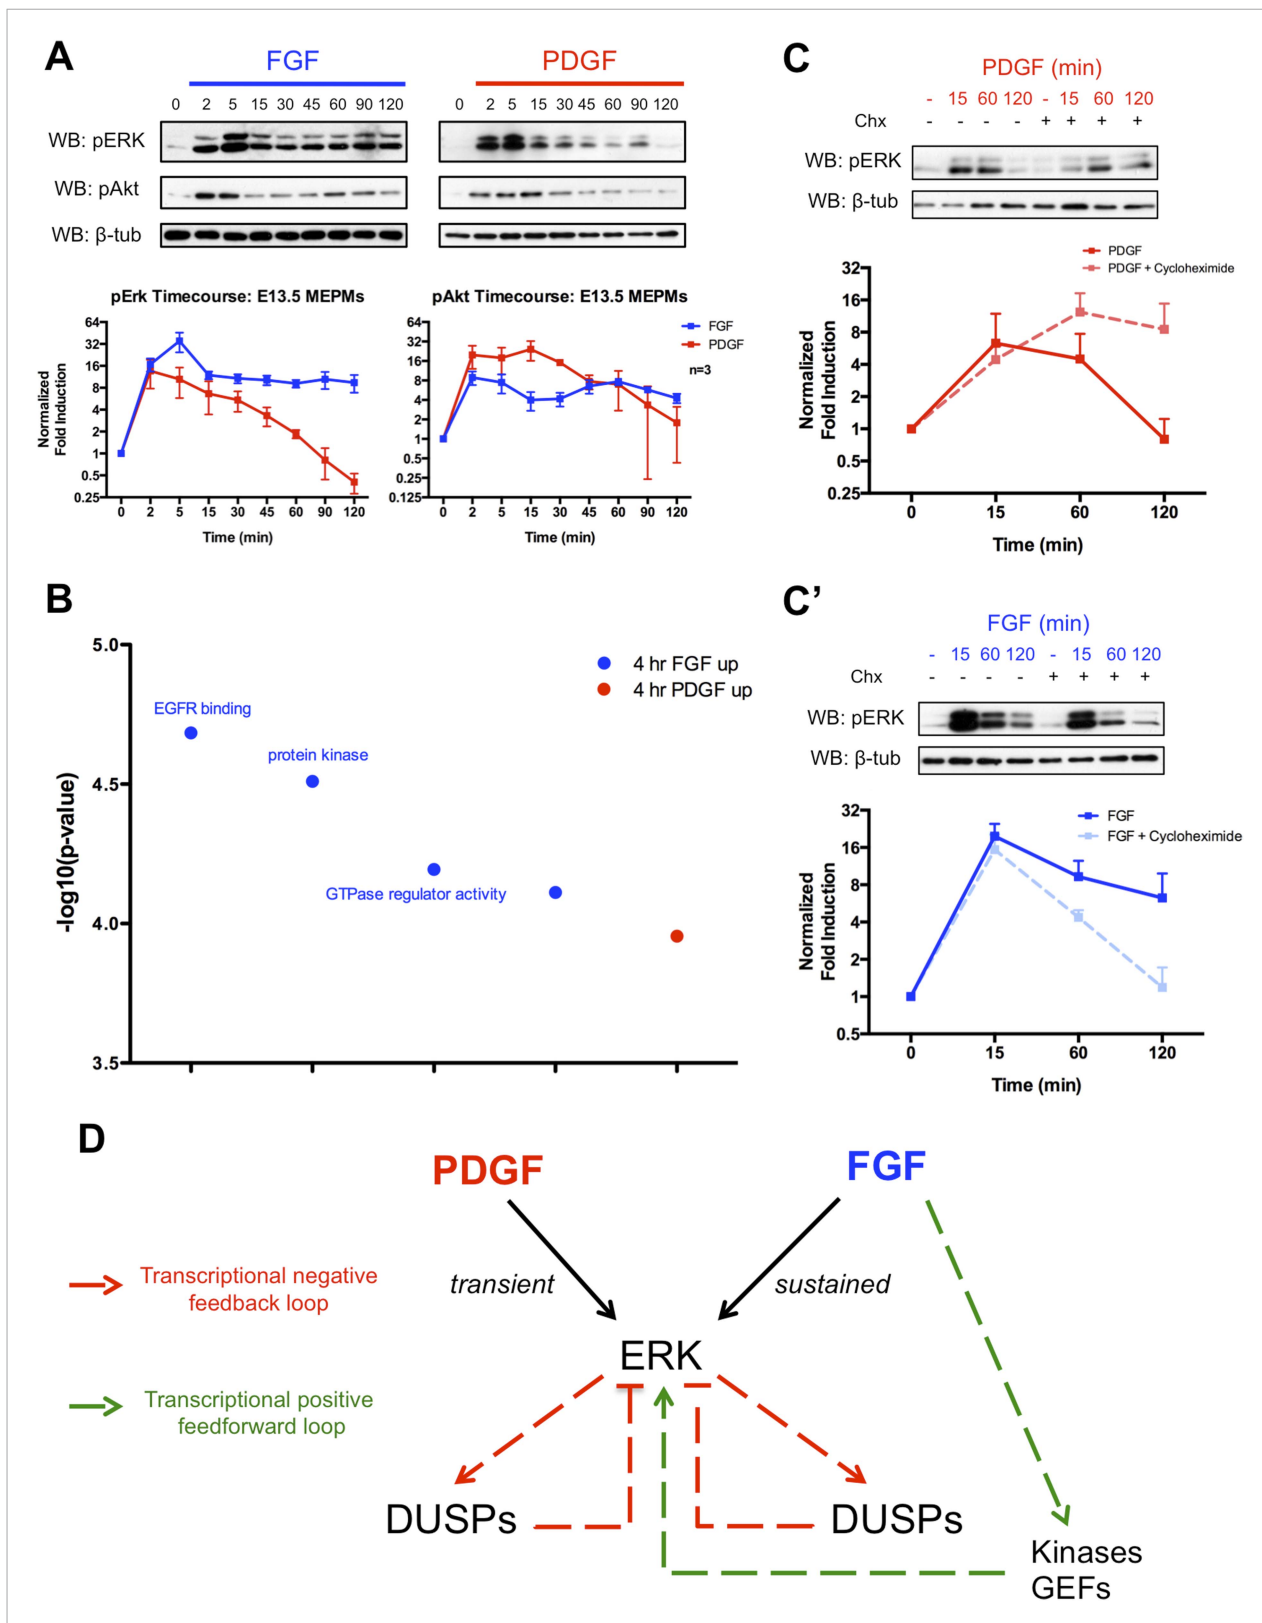 A
FGF
PDGF
0 2 5 15 30 45 60 90 120
0 2 5 15 30 45 60 90 120
WB: pERK
WB: pAkt
WB: β-tub
pErk Timecourse: E13.5 MEPMs
Normalized
Fold Induction
64
32
16
8
4
2
1
0.5
0.25
0 2 5 15 30 45 60 90 120
Time (min)
pAkt Timecourse: E13.5 MEPMs
64
32
16
8
4
2
1
0.5
0.25
0.125
0 2 5 15 30 45 60 90 120
Time (min)
FGF
PDGF
n=3
B
-log10(p-value)
5.0
4.5
4.0
3.5
4 hr FGF up
4 hr PDGF up
EGFR binding
protein kinase
GTPase regulator activity
C
PDGF (min)
- 15 60 120 - 15 60 120
Chx - - - - + + + +
WB: pERK
WB: β-tub
PDGF
PDGF + Cycloheximide
Normalized
Fold Induction
32
16
8
4
2
1
0.5
0.25
0 15 60 120
Time (min)
C’
FGF (min)
- 15 60 120 - 15 60 120
Chx - - - - + + + +
WB: pERK
WB: β-tub
FGF
FGF + Cycloheximide
Normalized
Fold Induction
32
16
8
4
2
1
0.5
0 15 60 120
Time (min)
D
PDGF
FGF
Transcriptional negative
feedback loop
transient
sustained
ERK
Transcriptional positive
feedforward loop
DUSPs
DUSPs
Kinases
GEFs